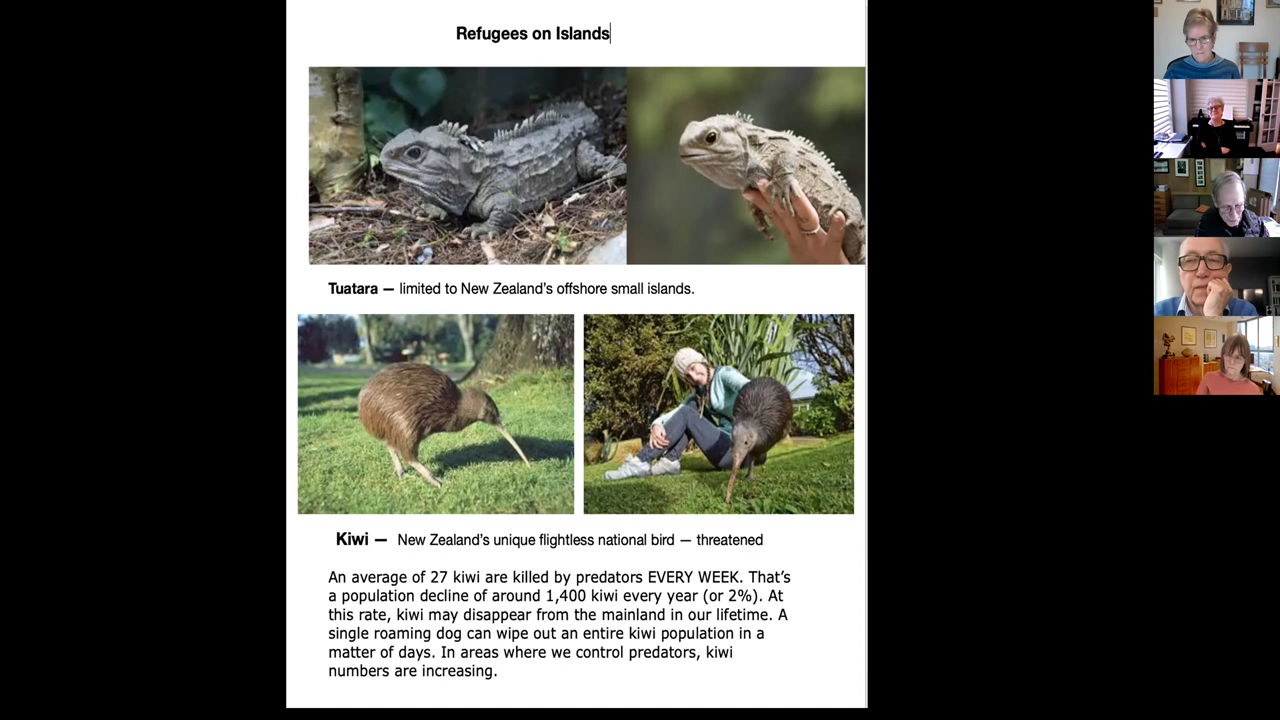 Refugees on Islands
Tuatara — limited to New Zealand's offshore small islands.
Kiwi — New Zealand's unique flightless national bird — threatened
An average of 27 kiwi are killed by predators EVERY WEEK. That's
a population decline of around 1,400 kiwi every year (or 2%). At
this rate, kiwi may disappear from the mainland in our lifetime. A
single roaming dog can wipe out an entire kiwi population in a
matter of days. In areas where we control predators, kiwi
numbers are increasing.